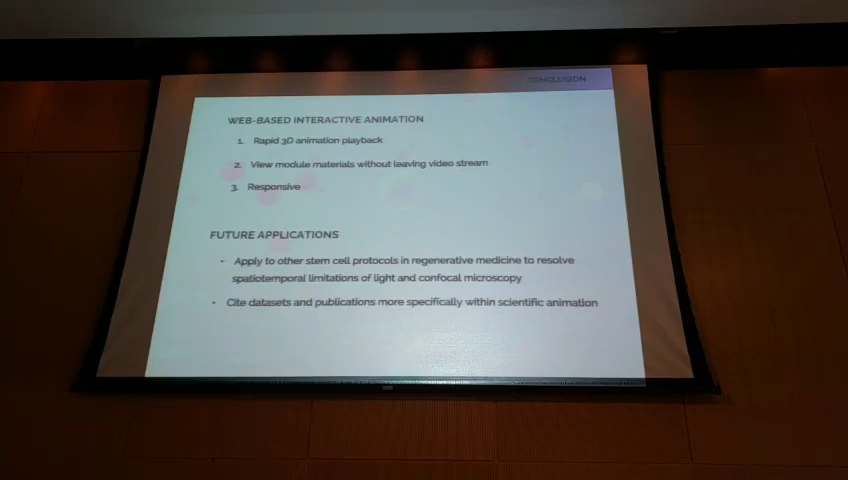 CONCLUSION
WEB-BASED INTERACTIVE ANIMATION
1. Rapid 3D animation playback
2. View module materials without leaving video stream
3. Responsive
FUTURE APPLICATIONS
• Apply to other stem cell protocols in regenerative medicine to resolve
spatiotemporal limitations of light and confocal microscopy
• Cite datasets and publications more specifically within scientific animation